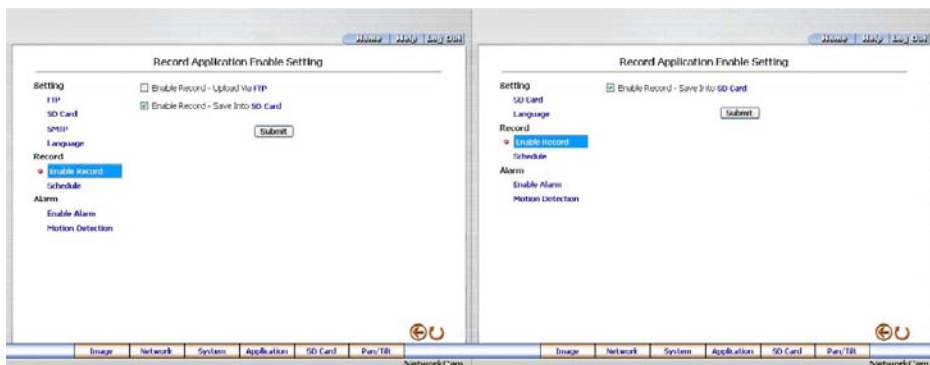 Home Help Log Out
Record Application Enable Setting
Setting
FTP
SD Card
SMTP
Language
Record
Enable Record
Schedule
Alarm
Enable Alarm
Motion Detection
Enable Record - Upload Via FTP
Enable Record - Save Into SD Card
Submit
Image Network System Application SD Card Pan/Tilt
NetworkCam
Home Help Log Out
Record Application Enable Setting
Setting
SD Card
Language
Record
Enable Record
Schedule
Alarm
Enable Alarm
Motion Detection
Enable Record - Save Into SD Card
Submit
Image Network System Application SD Card Pan/Tilt
NetworkCam